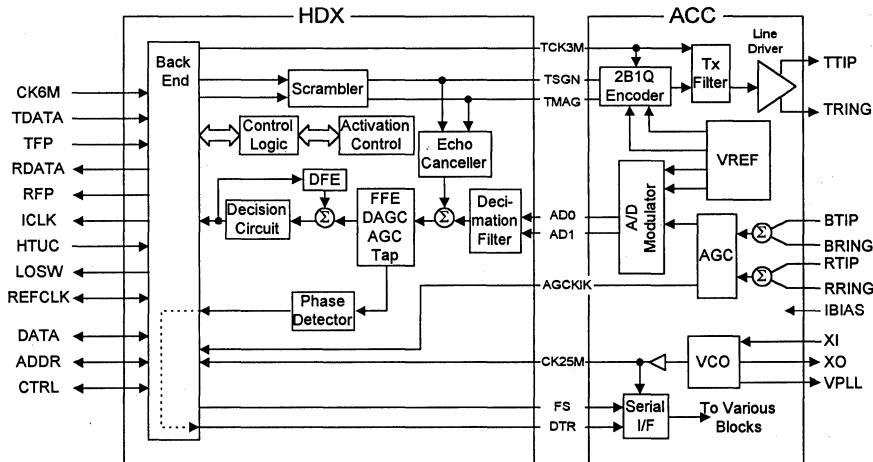 HDX
ACC
Back
End
CK6M
TDATA
TFP
RDATA
RFP
ICLK
HTUC
LOSW
REFCLK
DATA
ADDR
CTRL
Scrambler
Control
Logic
Activation
Control
Echo
Canceller
DFE
Decision
Circuit
Σ
FFE
DAGC
AGC
Tap
Σ
Deci-
mation
Filter
Phase
Detector
TCK3M
TSGN
TMAG
AD0
AD1
AGCKIK
CK25M
FS
DTR
2B1Q
Encoder
Tx
Filter
Line
Driver
VREF
A/D
Modulator
AGC
Σ
Σ
VCO
Serial
I/F
To Various
Blocks
TTIP
TRING
BTIP
BRING
RTIP
RRING
IBIAS
XI
XO
VPLL